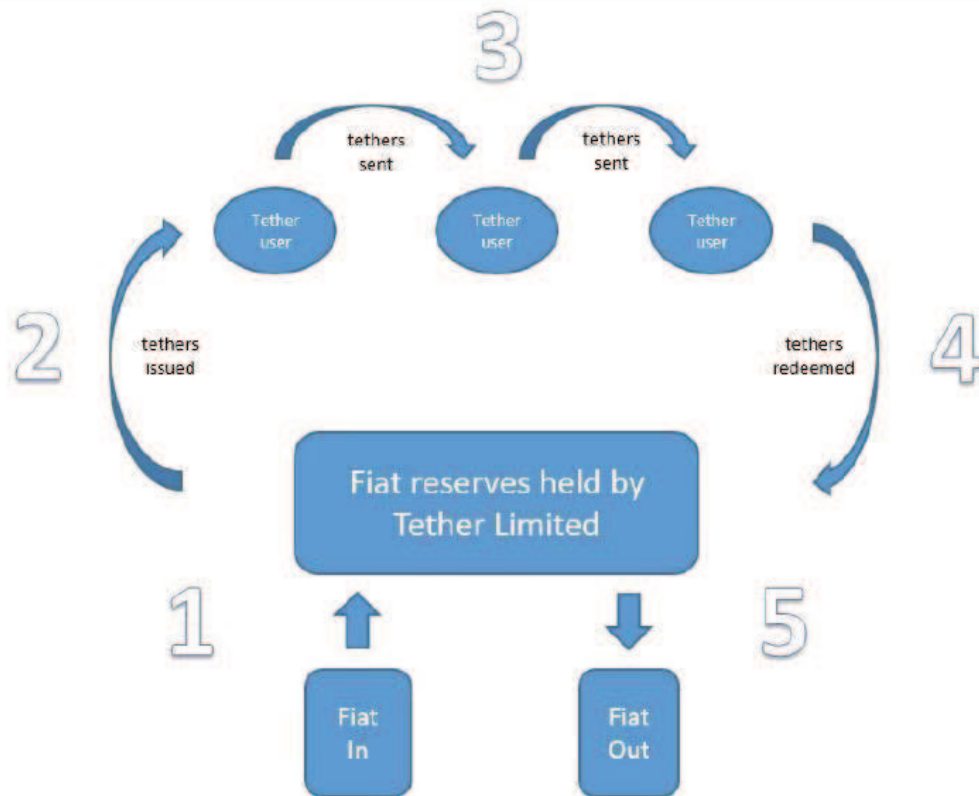 3
tethers
sent
tethers
sent
Tether
user
Tether
user
Tether
user
2
tethers
issued
tethers
redeemed
4
Fiat reserves held by
Tether Limited
1
5
Fiat
In
Fiat
Out